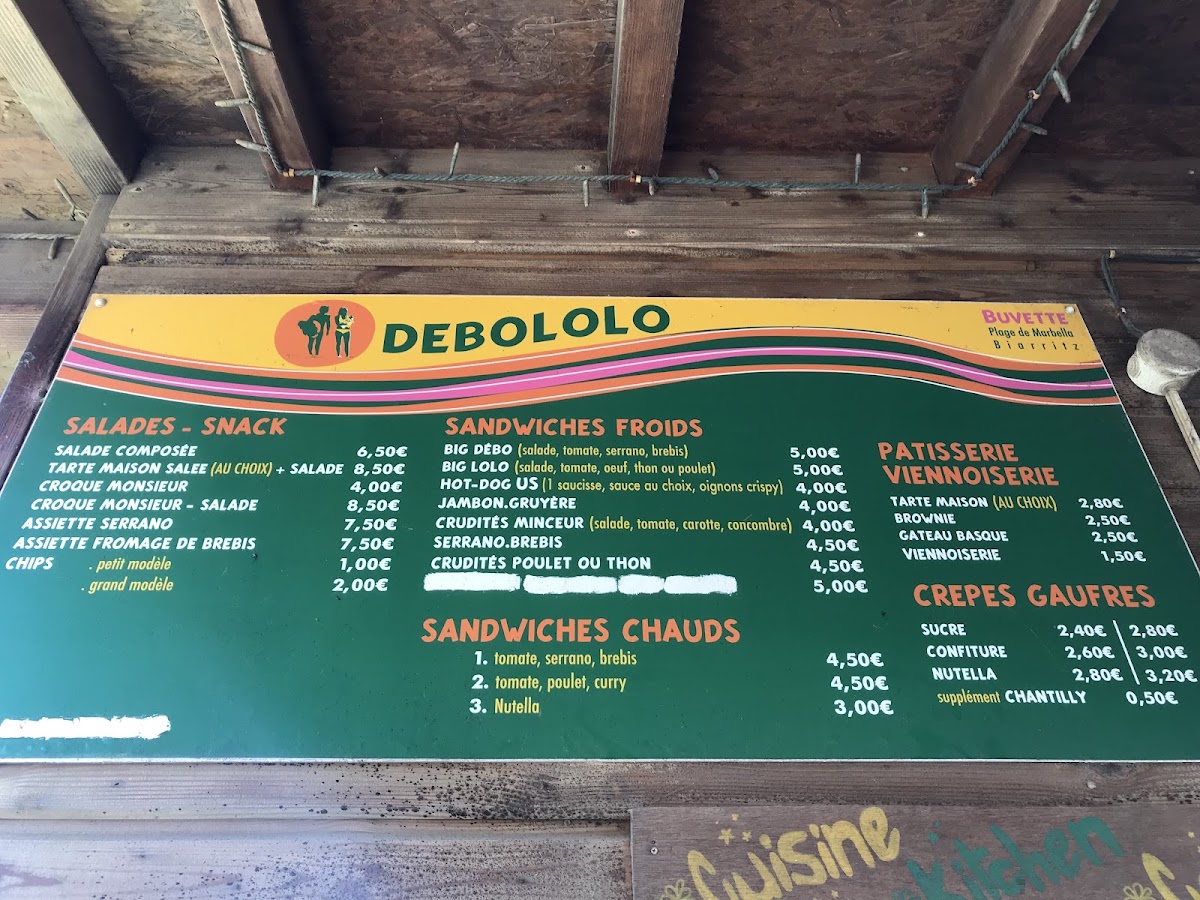 DEBOLOLO
BUVETTE
Plage de Marbella
Biarritz
SALADES - SNACK
SALADE COMPOSÉE 6,50€
TARTE MAISON SALEE (AU CHOIX) + SALADE 8,50€
CROQUE MONSIEUR 4,00€
CROQUE MONSIEUR - SALADE 8,50€
ASSIETTE SERRANO 7,50€
ASSIETTE FROMAGE DE BREBIS 7,50€
CHIPS . petit modèle 1,00€
. grand modèle 2,00€
SANDWICHES FROIDS
BIG DÉBO (salade, tomate, serrano, brebis) 5,00€
BIG LOLO (salade, tomate, oeuf, thon ou poulet) 5,00€
HOT-DOG US (1 saucisse, sauce au choix, oignons crispy) 4,00€
JAMBON.GRUYÈRE 4,00€
CRUDITÉS MINCEUR (salade, tomate, carotte, concombre) 4,00€
SERRANO.BREBIS 4,50€
CRUDITÉS POULET OU THON 4,50€
5,00€
SANDWICHES CHAUDS
1. tomate, serrano, brebis 4,50€
2. tomate, poulet, curry 4,50€
3. Nutella 3,00€
PATISSERIE
VIENNOISERIE
TARTE MAISON (AU CHOIX) 2,80€
BROWNIE 2,50€
GATEAU BASQUE 2,50€
VIENNOISERIE 1,50€
CREPES GAUFRES
SUCRE 2,40€ 2,80€
CONFITURE 2,60€ 3,00€
NUTELLA 2,80€ 3,20€
supplément CHANTILLY 0,50€
Cuisine
Kitchen